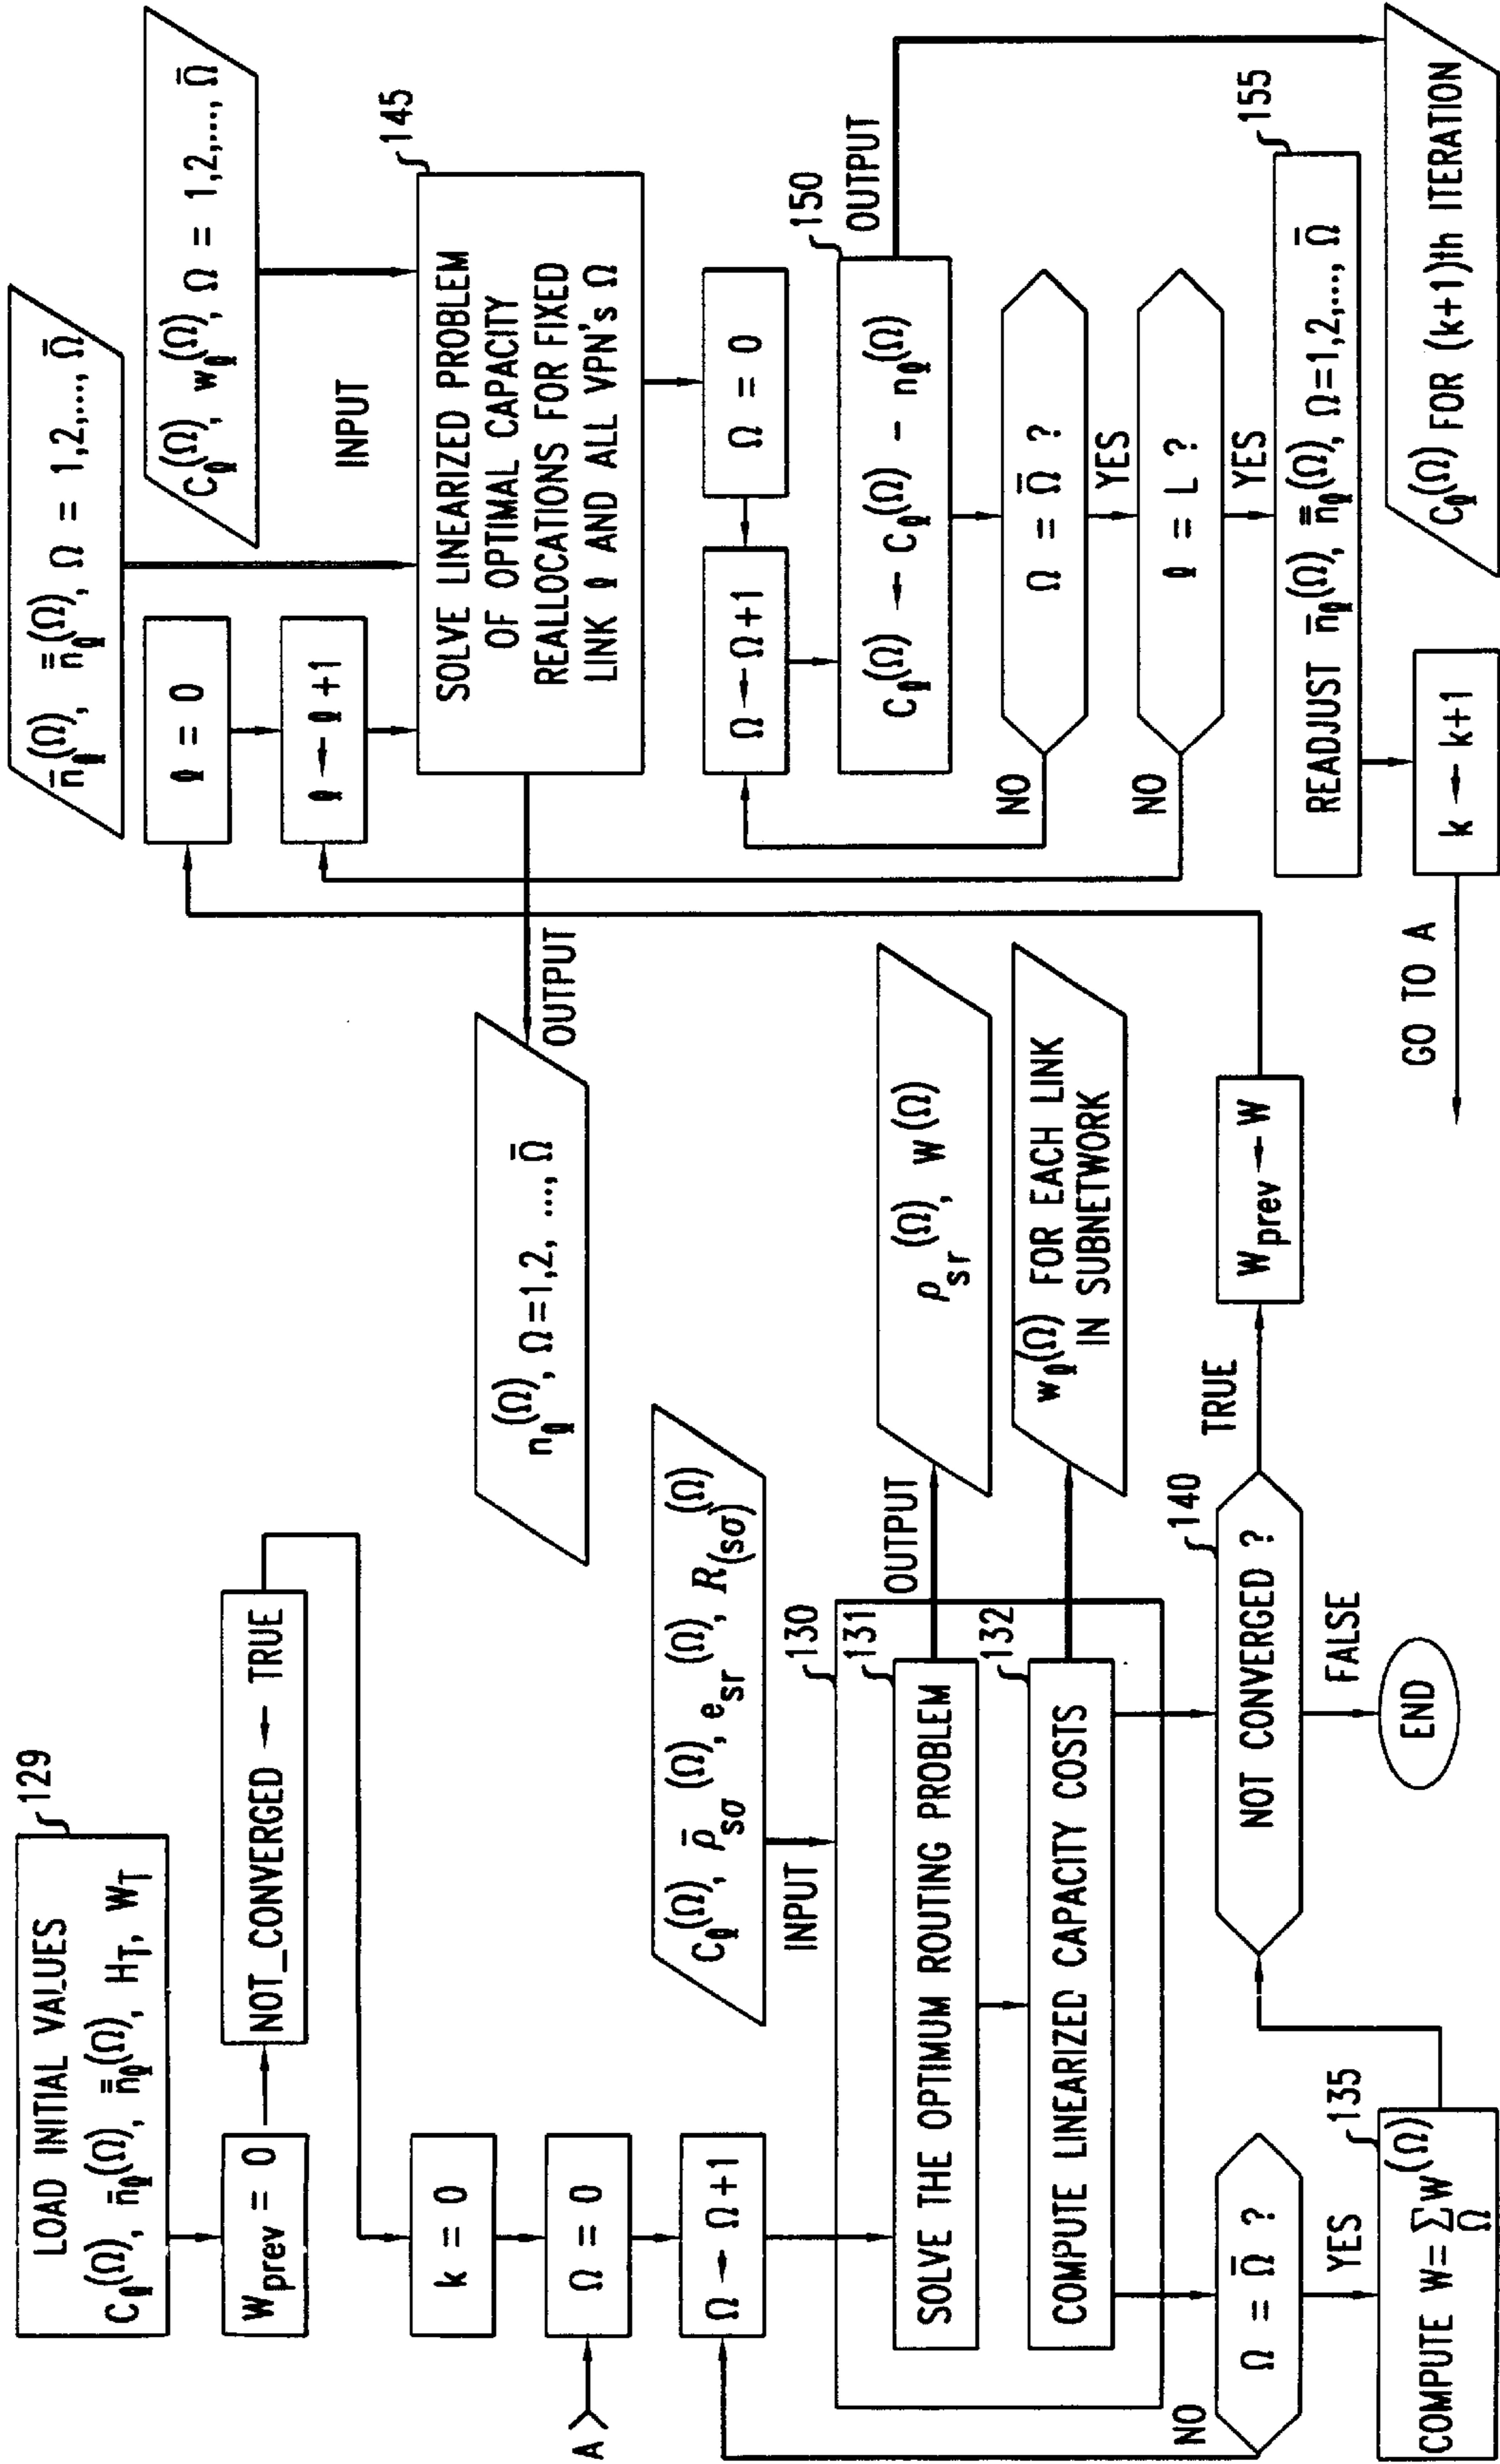 LOAD INITIAL VALUES
C_ℓ^(Ω), n̄_ℓ^(Ω), n̿_ℓ^(Ω), H_T, W_T
129
W_prev = 0
NOT_CONVERGED ← TRUE
k = 0
A
Ω = 0
Ω ← Ω+1
C_ℓ^(Ω), ρ̄_sσ^(Ω), e_sr^(Ω), R_(sσ)^(Ω)
INPUT
130
SOLVE THE OPTIMUM ROUTING PROBLEM
131
OUTPUT
ρ_sr^(Ω), W^(Ω)
COMPUTE LINEARIZED CAPACITY COSTS
132
w_ℓ^(Ω) FOR EACH LINK
IN SUBNETWORK
NO
Ω = Ω̄ ?
YES
COMPUTE W=∑_Ω W^(Ω)
135
NOT CONVERGED ?
140
FALSE
END
TRUE
W_prev ← W
n̄_ℓ^(Ω), n̿_ℓ^(Ω), Ω = 1,2,..., Ω̄
C_ℓ^(Ω), w_ℓ^(Ω), Ω = 1,2,..., Ω̄
ℓ = 0
ℓ ← ℓ+1
INPUT
145
SOLVE LINEARIZED PROBLEM
OF OPTIMAL CAPACITY
REALLOCATIONS FOR FIXED
LINK ℓ AND ALL VPN's Ω
OUTPUT
n_ℓ^(Ω), Ω=1,2, ..., Ω̄
Ω = 0
Ω ← Ω+1
150
C_ℓ^(Ω) ← C_ℓ^(Ω) - n_ℓ^(Ω)
OUTPUT
Ω = Ω̄ ?
NO
YES
ℓ = L ?
NO
YES
155
READJUST n̄_ℓ^(Ω), n̿_ℓ^(Ω), Ω=1,2,..., Ω̄
C_ℓ^(Ω) FOR (k+1)th ITERATION
k ← k+1
GO TO A